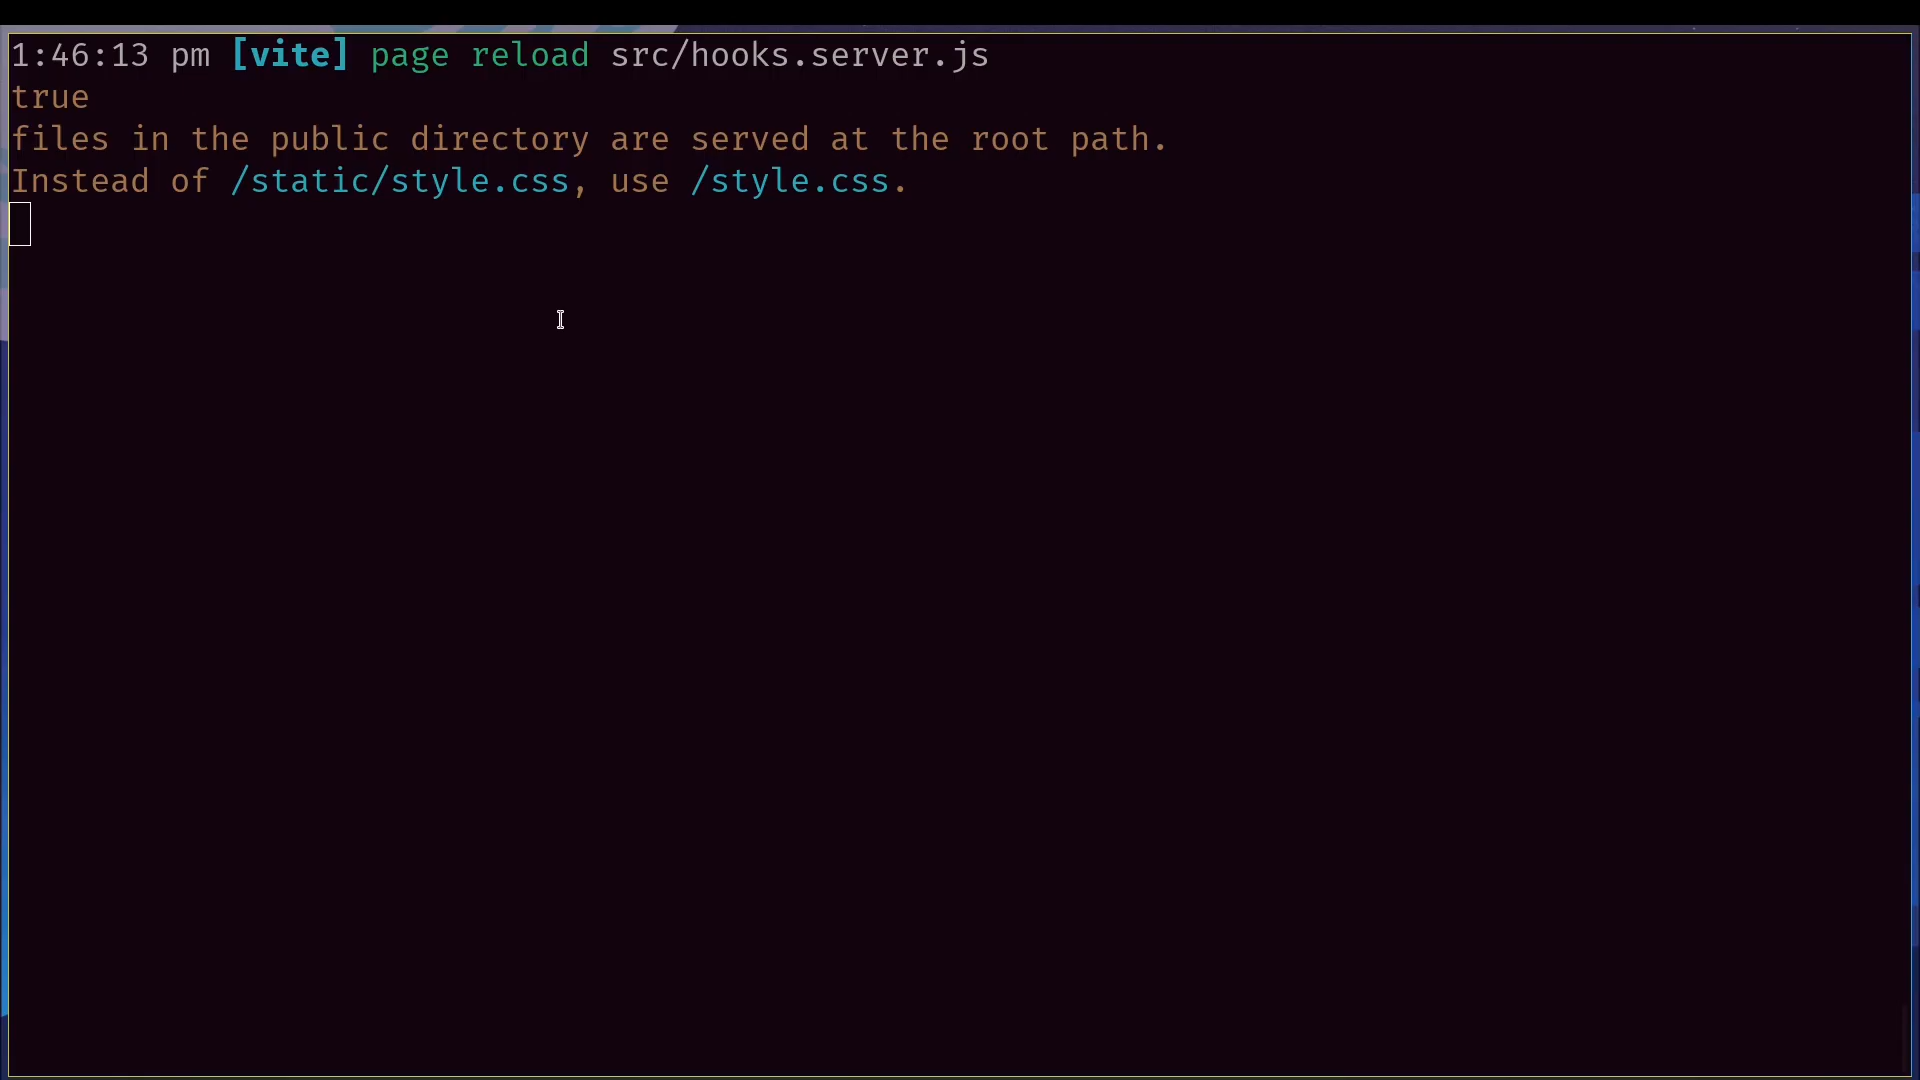 1:46:13 pm [vite] page reload src/hooks.server.js
true
files in the public directory are served at the root path.
Instead of /static/style.css, use /style.css.